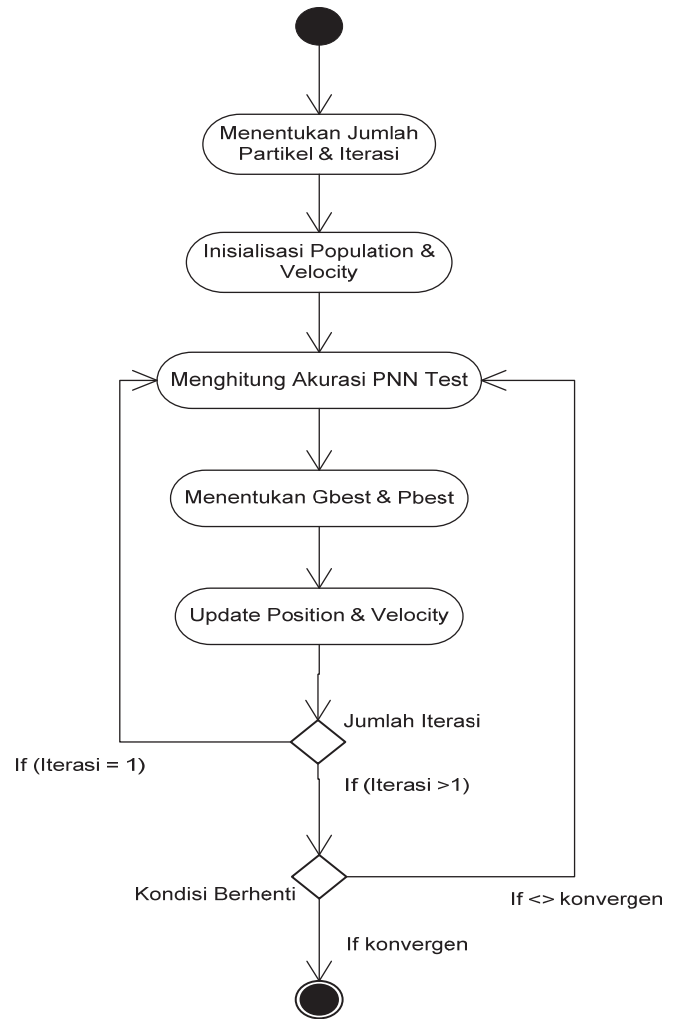 Menentukan Jumlah
Partikel & Iterasi
Inisialisasi Population &
Velocity
Menghitung Akurasi PNN Test
Menentukan Gbest & Pbest
Update Position & Velocity
Jumlah Iterasi
If (Iterasi = 1)
If (Iterasi >1)
Kondisi Berhenti
If <> konvergen
If konvergen